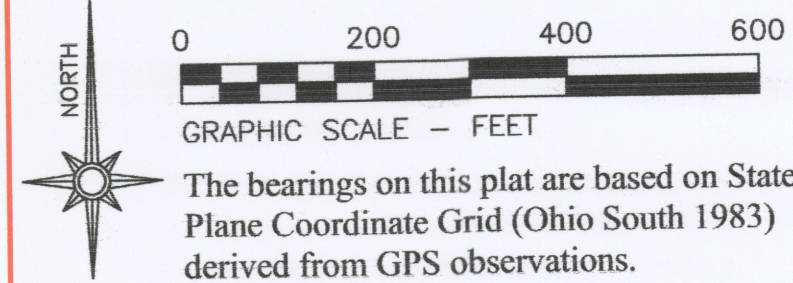 0 200 400 600
NORTH
GRAPHIC SCALE – FEET
The bearings on this plat are based on State
Plane Coordinate Grid (Ohio South 1983)
derived from GPS observations.